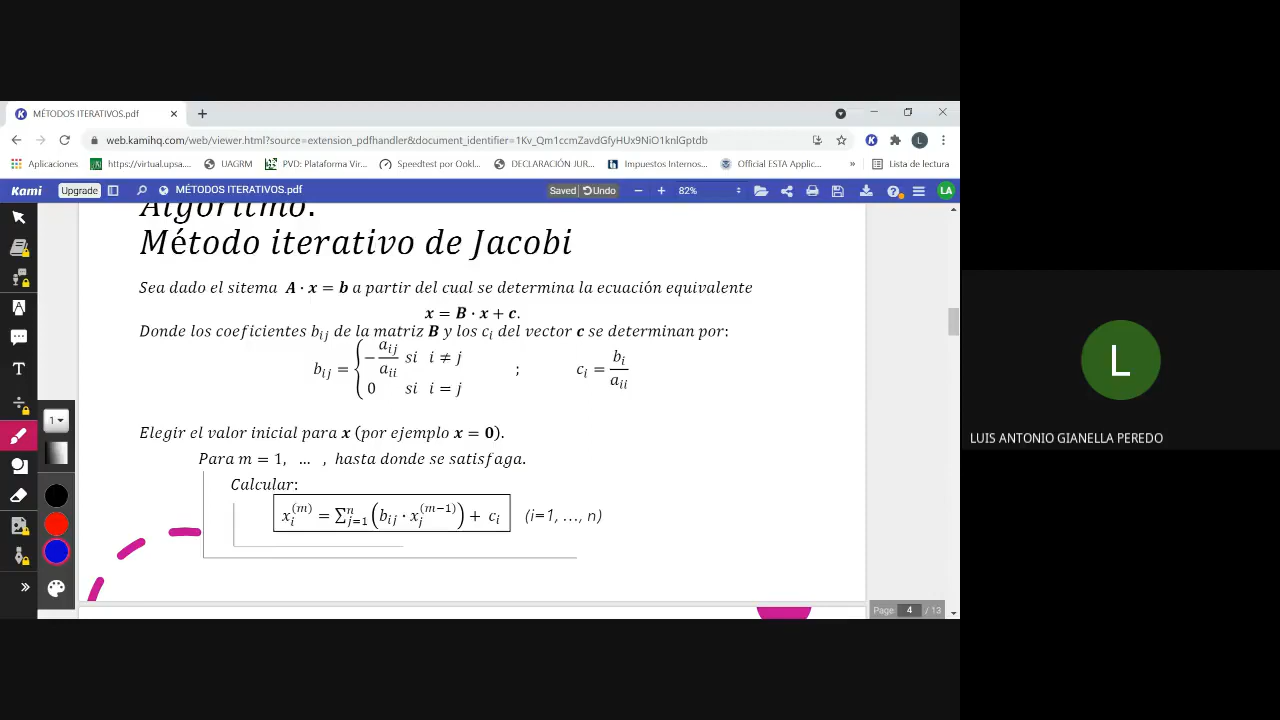 MÉTODOS ITERATIVOS.pdf
web.kamihq.com/web/viewer.html?source=extension_pdfhandler&document_identifier=1Kv_Qm1ccmZavdGfyHUx9NiO1knlGptdb
Aplicaciones https://virtual.upsa.... UAGRM PVD: Plataforma Vir... Speedtest por Ookl... DECLARACIÓN JUR... Impuestos Internos... Official ESTA Applic... » Lista de lectura
Kami Upgrade MÉTODOS ITERATIVOS.pdf Saved Undo 82% LA
Algoritmo.
Método iterativo de Jacobi
Sea dado el sitema A · x = b a partir del cual se determina la ecuación equivalente
x = B · x + c.
Donde los coeficientes b_ij de la matriz B y los c_i del vector c se determinan por:
b_ij = { −a_ij/a_ii si i ≠ j ; c_i = b_i/a_ii
0 si i = j
Elegir el valor inicial para x (por ejemplo x = 0).
Para m = 1, … , hasta donde se satisfaga.
Calcular:
x_i^(m) = ∑_{j=1}^{n} (b_ij · x_j^(m−1)) + c_i (i=1, …, n)
1
Page: 4 / 13
L
LUIS ANTONIO GIANELLA PEREDO